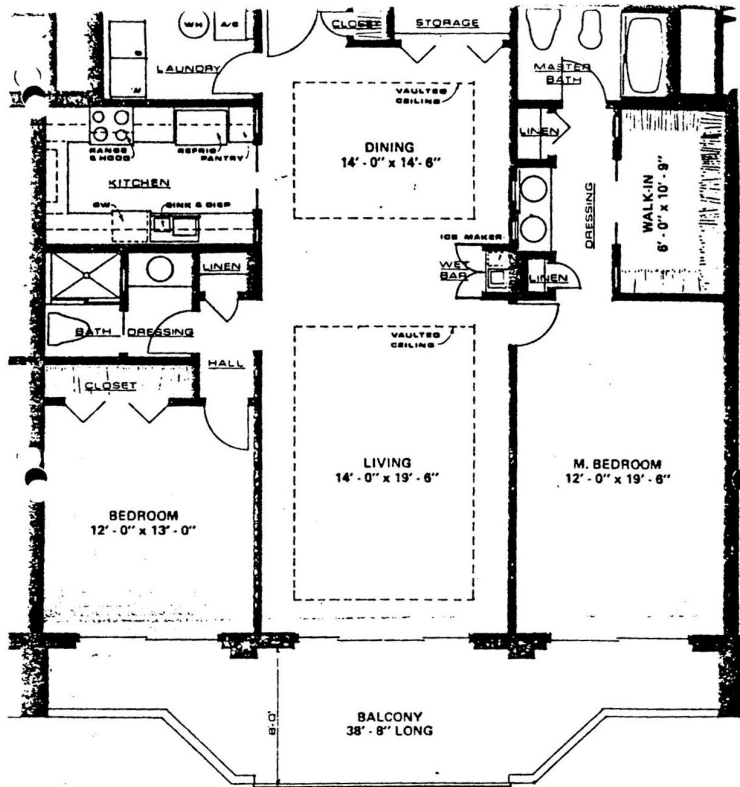 CLOSET
STORAGE
WH
A/C
LAUNDRY
MASTER
BATH
VAULTED
CEILING
RANGE
& HOOD
REFRIG
PANTRY
DINING
14' - 0" x 14' - 6"
LINEN
KITCHEN
DW
SINK & DISP
DRESSING
WALK-IN
6' - 0" x 10' - 9"
ICE MAKER
WET
BAR
LINEN
LINEN
BATH
DRESSING
VAULTED
CEILING
HALL
CLOSET
LIVING
14' - 0" x 19' - 6"
M. BEDROOM
12' - 0" x 19' - 6"
BEDROOM
12' - 0" x 13' - 0"
8'-0"
BALCONY
38' - 8" LONG